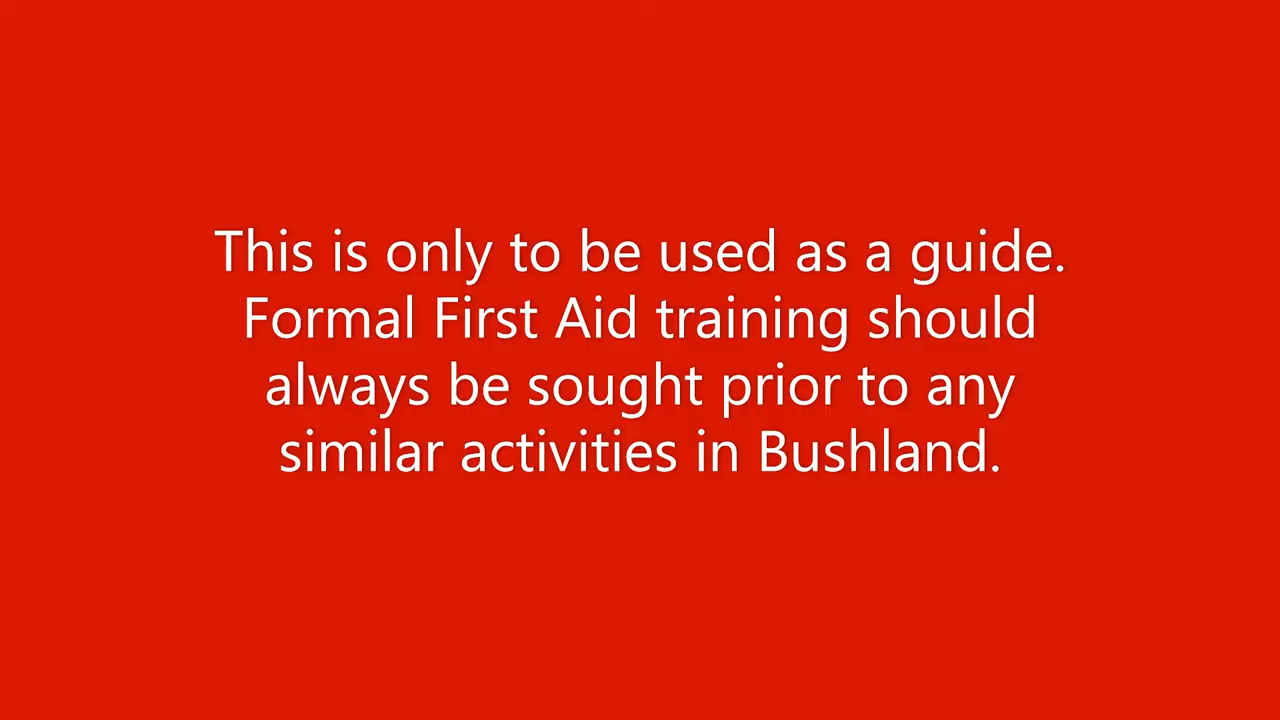 This is only to be used as a guide.
Formal First Aid training should
always be sought prior to any
similar activities in Bushland.